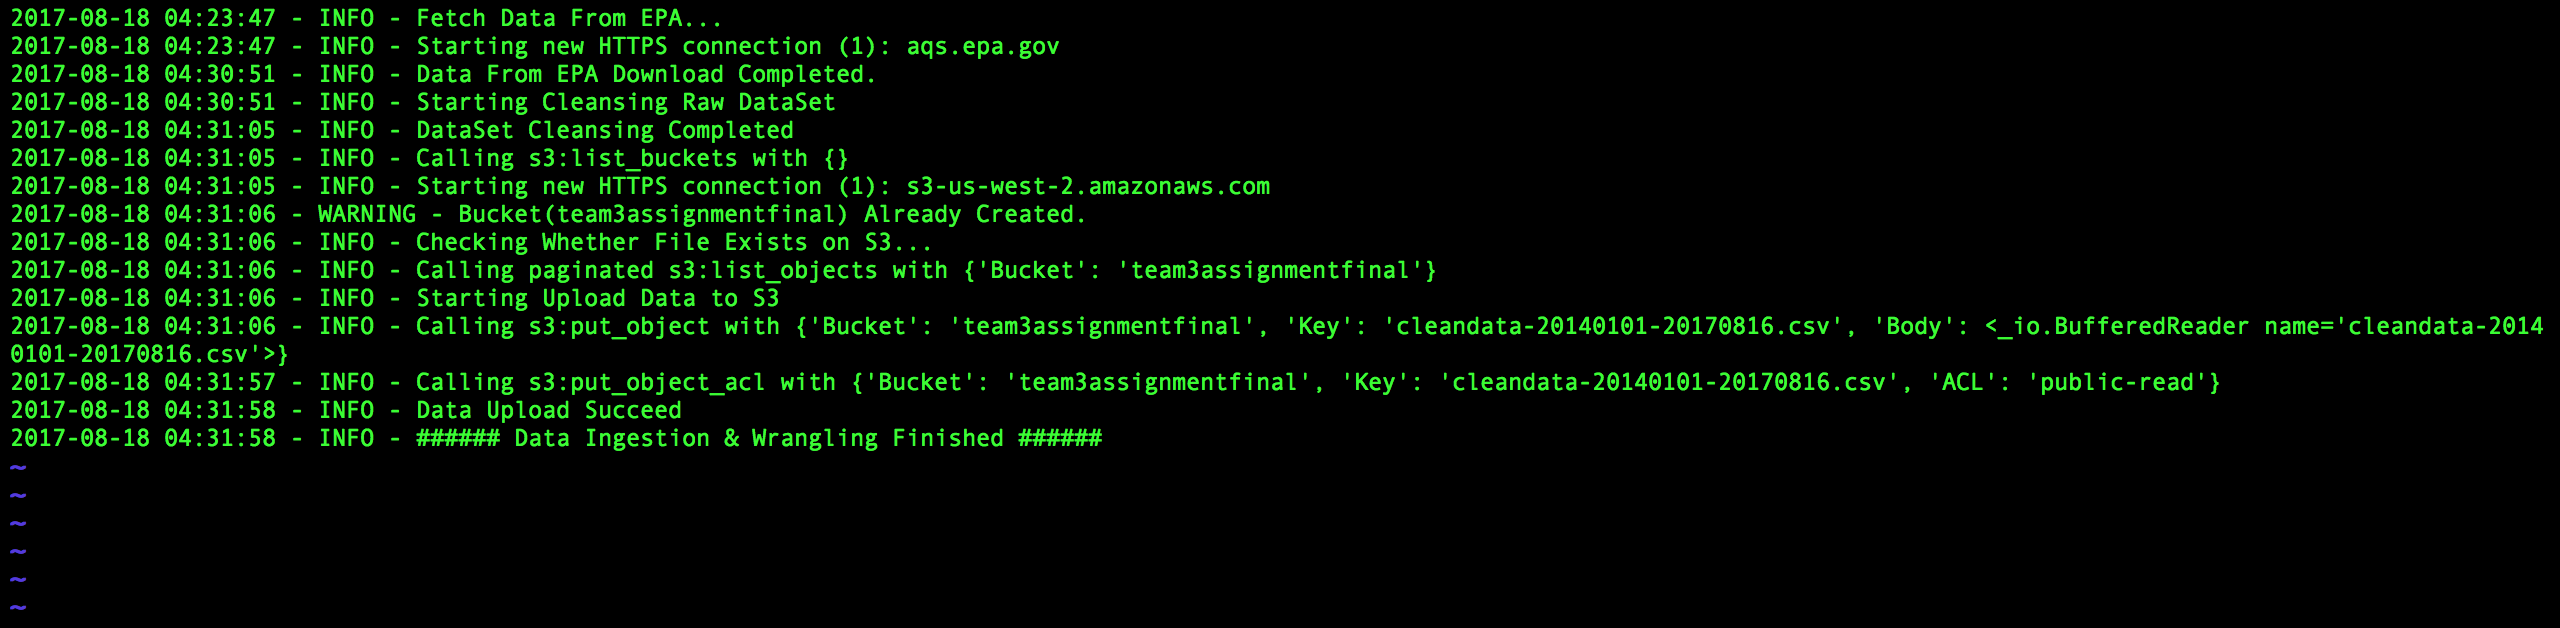 2017-08-18 04:23:47 - INFO - Fetch Data From EPA...
2017-08-18 04:23:47 - INFO - Starting new HTTPS connection (1): aqs.epa.gov
2017-08-18 04:30:51 - INFO - Data From EPA Download Completed.
2017-08-18 04:30:51 - INFO - Starting Cleansing Raw DataSet
2017-08-18 04:31:05 - INFO - DataSet Cleansing Completed
2017-08-18 04:31:05 - INFO - Calling s3:list_buckets with {}
2017-08-18 04:31:05 - INFO - Starting new HTTPS connection (1): s3-us-west-2.amazonaws.com
2017-08-18 04:31:06 - WARNING - Bucket(team3assignmentfinal) Already Created.
2017-08-18 04:31:06 - INFO - Checking Whether File Exists on S3...
2017-08-18 04:31:06 - INFO - Calling paginated s3:list_objects with {'Bucket': 'team3assignmentfinal'}
2017-08-18 04:31:06 - INFO - Starting Upload Data to S3
2017-08-18 04:31:06 - INFO - Calling s3:put_object with {'Bucket': 'team3assignmentfinal', 'Key': 'cleandata-20140101-20170816.csv', 'Body': <_io.BufferedReader name='cleandata-2014
0101-20170816.csv'>}
2017-08-18 04:31:57 - INFO - Calling s3:put_object_acl with {'Bucket': 'team3assignmentfinal', 'Key': 'cleandata-20140101-20170816.csv', 'ACL': 'public-read'}
2017-08-18 04:31:58 - INFO - Data Upload Succeed
2017-08-18 04:31:58 - INFO - ###### Data Ingestion & Wrangling Finished ######
~
~
~
~
~
~